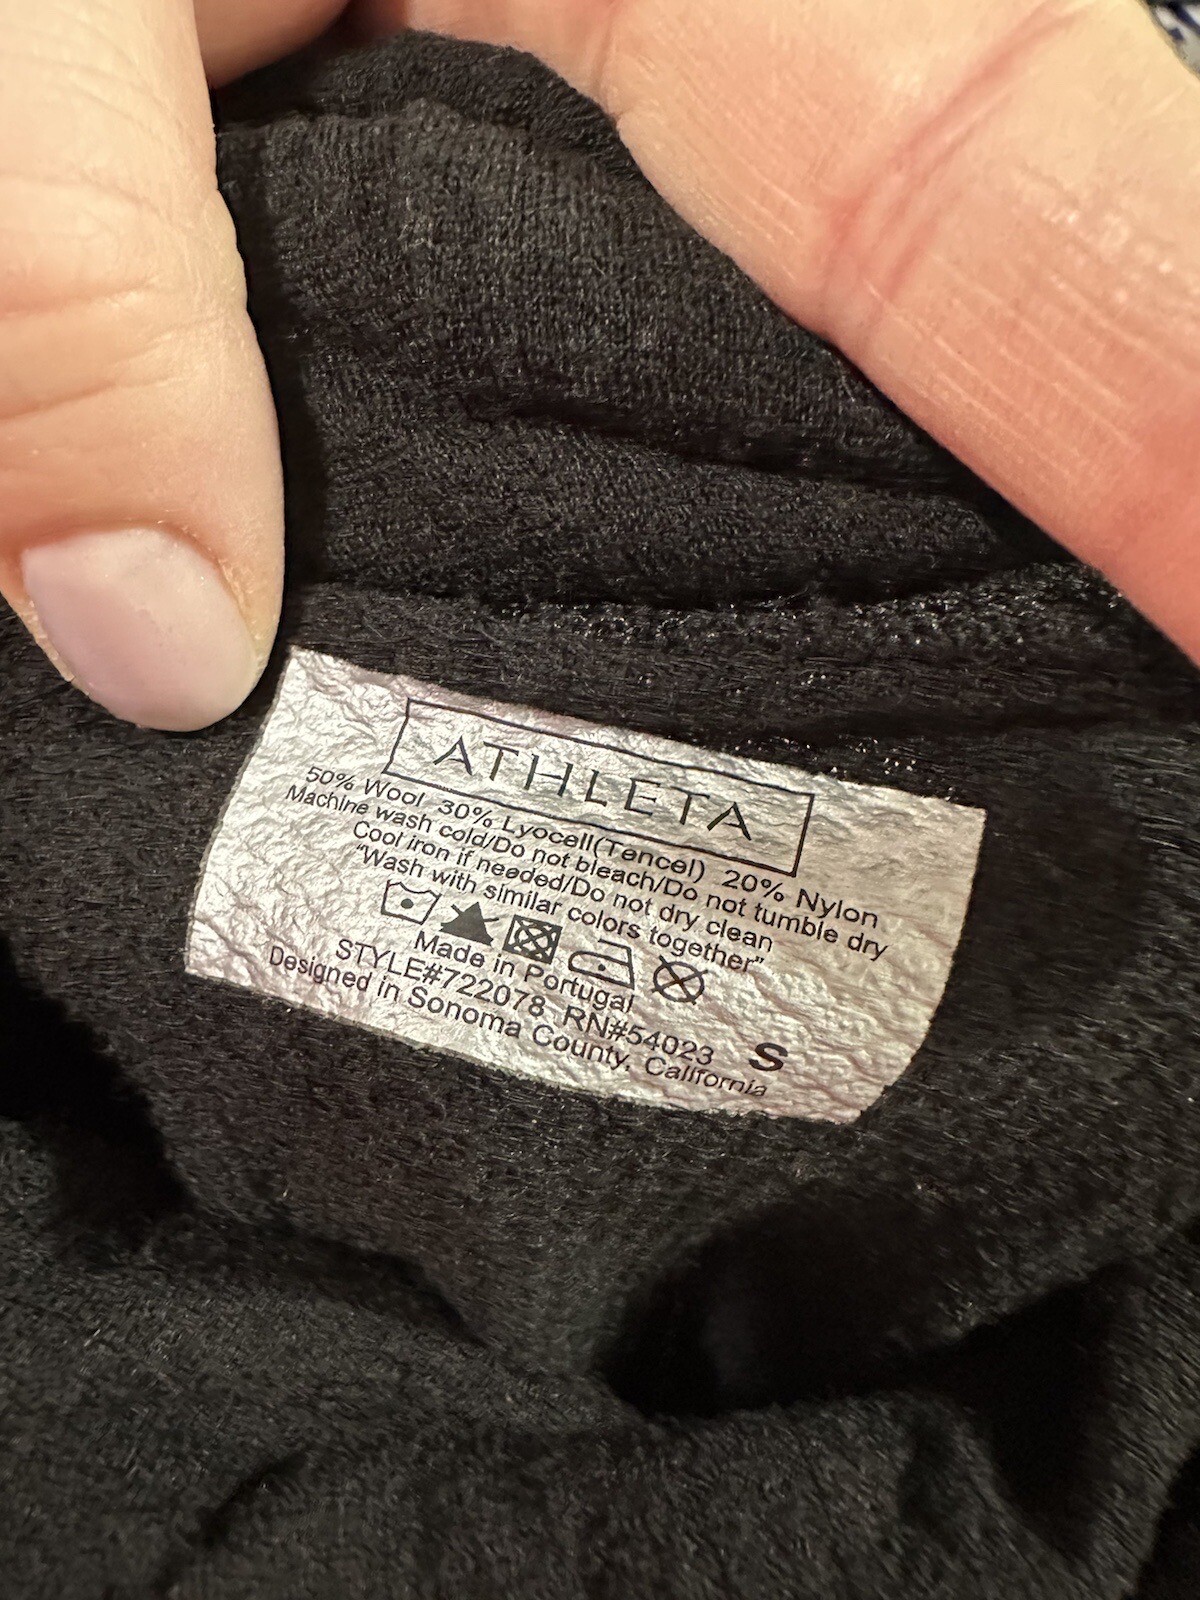 ATHLETA
50% Wool 30% Lyocell(Tencel) 20% Nylon
Machine wash cold/Do not bleach/Do not tumble dry
Cool iron if needed/Do not dry clean
"Wash with similar colors together"
Made in Portugal
STYLE#722078 RN#54023 S
Designed in Sonoma County, California